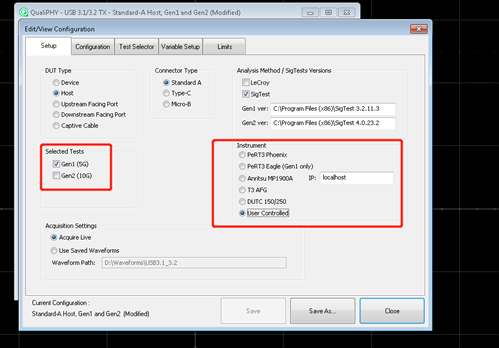 QualiPHY - USB 3.1/3.2 TX - Standard-A Host, Gen1 and Gen2 (Modified)
Edit/View Configuration
Setup
Configuration
Test Selector
Variable Setup
Limits
DUT Type
Device
Host
Upstream Facing Port
Downstream Facing Port
Captive Cable
Connector Type
Standard A
Type-C
Micro-B
Analysis Method / SigTests Versions
LeCroy
SigTest
Gen1 ver: C:\Program Files (x86)\SigTest 3.2.11.3
Gen2 ver: C:\Program Files (x86)\SigTest 4.0.23.2
Selected Tests
Gen1 (5G)
Gen2 (10G)
Instrument
PeRT3 Phoenix
PeRT3 Eagle (Gen1 only)
Anritsu MP1900A
IP: localhost
T3 AFG
DUTC 150/250
User Controlled
Acquisition Settings
Acquire Live
Use Saved Waveforms
Waveform Path: D:\Waveforms\USB3.1_3.2
Current Configuration :
Standard-A Host, Gen1 and Gen2 (Modified)
Save
Save As...
Close